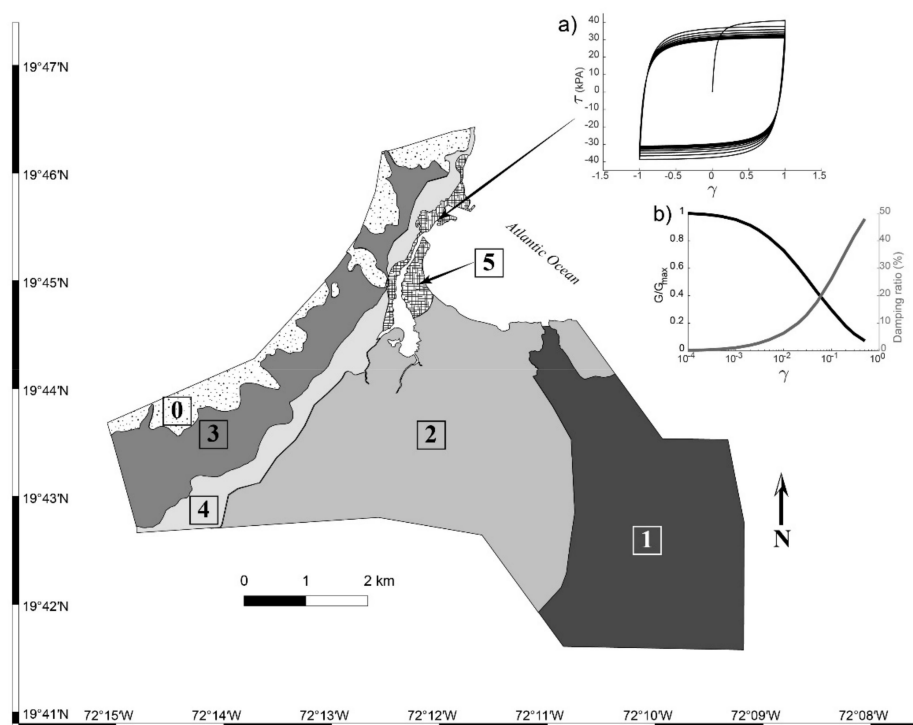 a)
40
30
20
10
0
-10
-20
-30
-40
τ (kPa)
-1.5 -1 -0.5 0 0.5 1 1.5
γ
b)
1
0.8
0.6
0.4
0.2
0
G/Gmax
50
40
30
20
10
0
Damping ratio (%)
10⁻⁴ 10⁻³ 10⁻² 10⁻¹ 10⁰
γ
19°47'N
19°46'N
19°45'N
19°44'N
19°43'N
19°42'N
19°41'N
Atlantic Ocean
5
0
3
2
4
1
N
0 1 2 km
72°15'W 72°14'W 72°13'W 72°12'W 72°11'W 72°10'W 72°09'W 72°08'W